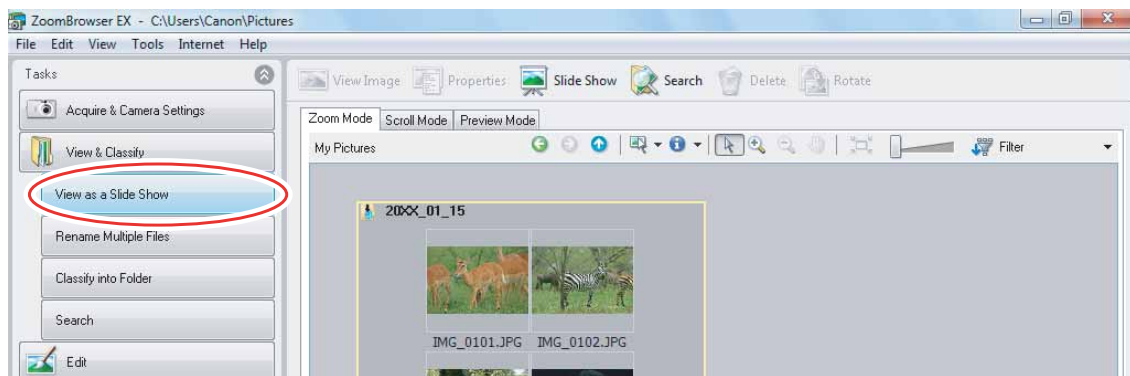 ZoomBrowser EX - C:\Users\Canon\Pictures
File Edit View Tools Internet Help
Tasks
Acquire & Camera Settings
View & Classify
View as a Slide Show
Rename Multiple Files
Classify into Folder
Search
Edit
View Image Properties Slide Show Search Delete Rotate
Zoom Mode Scroll Mode Preview Mode
My Pictures Filter
20XX_01_15
IMG_0101.JPG IMG_0102.JPG